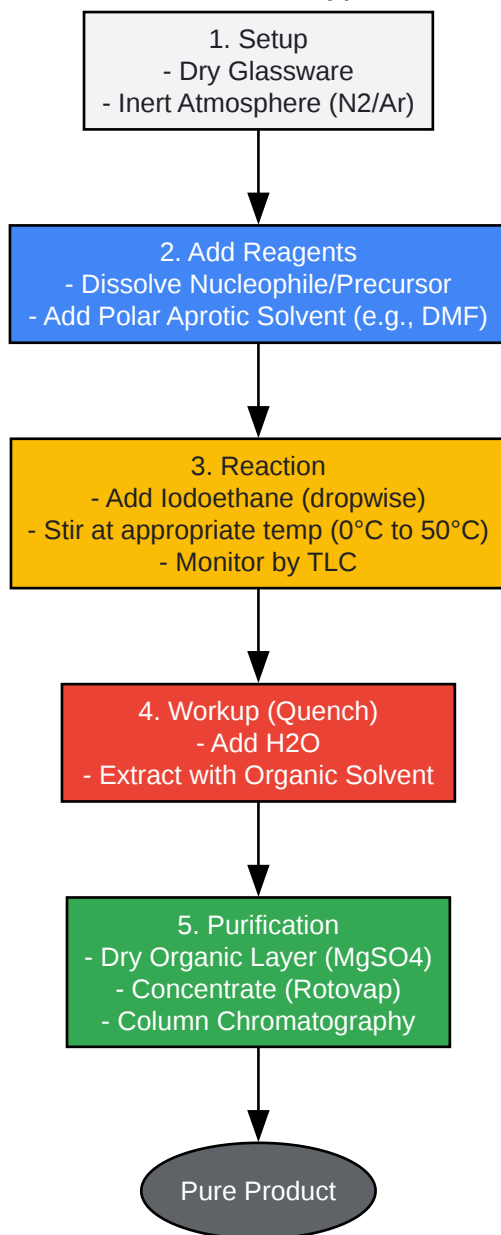 1. Setup
- Dry Glassware
- Inert Atmosphere (N2/Ar)
2. Add Reagents
- Dissolve Nucleophile/Precursor
- Add Polar Aprotic Solvent (e.g., DMF)
3. Reaction
- Add Iodoethane (dropwise)
- Stir at appropriate temp (0°C to 50°C)
- Monitor by TLC
4. Workup (Quench)
- Add H2O
- Extract with Organic Solvent
5. Purification
- Dry Organic Layer (MgSO4)
- Concentrate (Rotovap)
- Column Chromatography
Pure Product